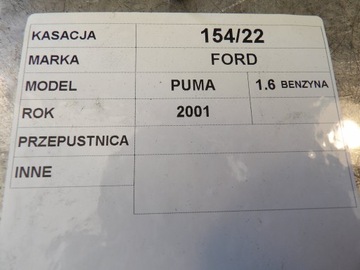 KASACJA 154/22
MARKA FORD
MODEL PUMA 1.6 BENZYNA
ROK 2001
PRZEPUSTNICA
INNE